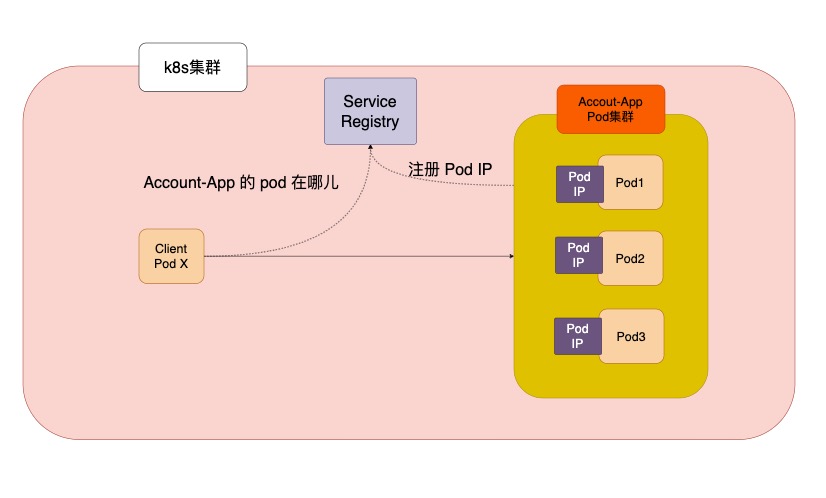 k8s集群
Service
Registry
Accout-App
Pod集群
Account-App 的 pod 在哪儿
注册 Pod IP
Pod
IP
Pod1
Client
Pod X
Pod
IP
Pod2
Pod
IP
Pod3